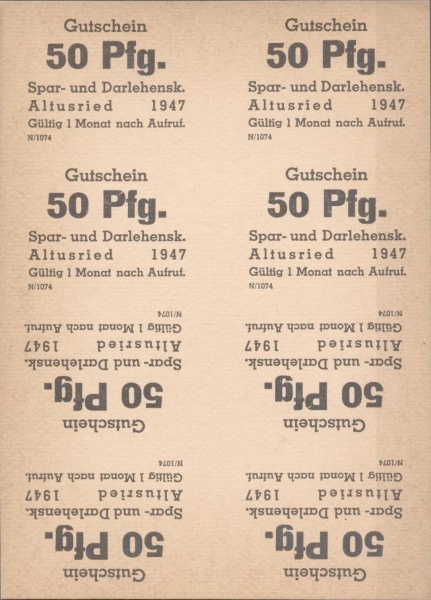 Gutschein
50 Pfg.
Spar- und Darlehensk.
Altusried 1947
Gültig 1 Monat nach Aufruf.
N/1074
Gutschein
50 Pfg.
Spar- und Darlehensk.
Altusried 1947
Gültig 1 Monat nach Aufruf.
N/1074
Gutschein
50 Pfg.
Spar- und Darlehensk.
Altusried 1947
Gültig 1 Monat nach Aufruf.
N/1074
Gutschein
50 Pfg.
Spar- und Darlehensk.
Altusried 1947
Gültig 1 Monat nach Aufruf.
N/1074
Gutschein
50 Pfg.
Spar- und Darlehensk.
Altusried 1947
Gültig 1 Monat nach Aufruf.
N/1074
Gutschein
50 Pfg.
Spar- und Darlehensk.
Altusried 1947
Gültig 1 Monat nach Aufruf.
N/1074
Gutschein
50 Pfg.
Spar- und Darlehensk.
Altusried 1947
Gültig 1 Monat nach Aufruf.
N/1074
Gutschein
50 Pfg.
Spar- und Darlehensk.
Altusried 1947
Gültig 1 Monat nach Aufruf.
N/1074